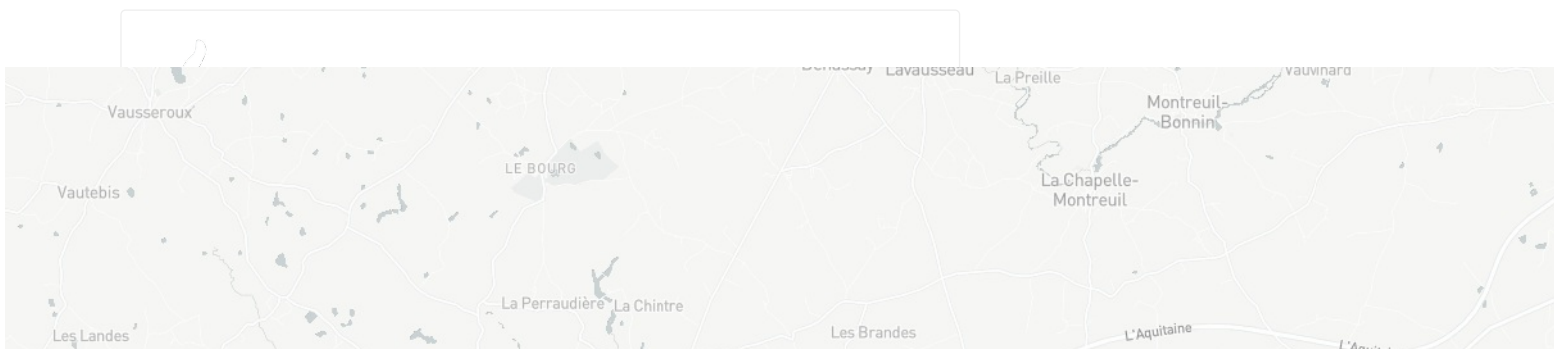 Lavausseau
La Preille
Vauvinard
Vausseroux
Montreuil-
Bonnin
LE BOURG
Vautebis
La Chapelle-
Montreuil
La Perraudière
La Chintre
Les Landes
Les Brandes
L'Aquitaine